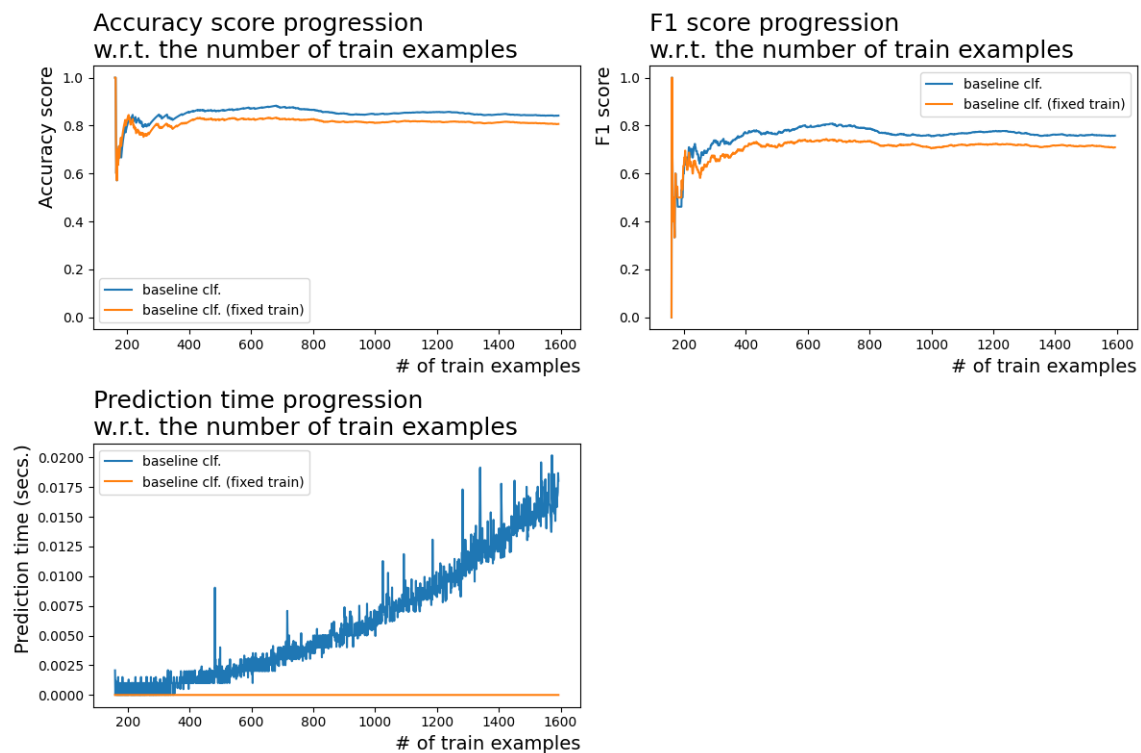 Accuracy score progression
w.r.t. the number of train examples
Accuracy score
1.0
0.8
0.6
0.4
0.2
0.0
baseline clf.
baseline clf. (fixed train)
200 400 600 800 1000 1200 1400 1600
# of train examples
F1 score progression
w.r.t. the number of train examples
F1 score
1.0
0.8
0.6
0.4
0.2
0.0
baseline clf.
baseline clf. (fixed train)
200 400 600 800 1000 1200 1400 1600
# of train examples
Prediction time progression
w.r.t. the number of train examples
Prediction time (secs.)
0.0200
0.0175
0.0150
0.0125
0.0100
0.0075
0.0050
0.0025
0.0000
baseline clf.
baseline clf. (fixed train)
200 400 600 800 1000 1200 1400 1600
# of train examples